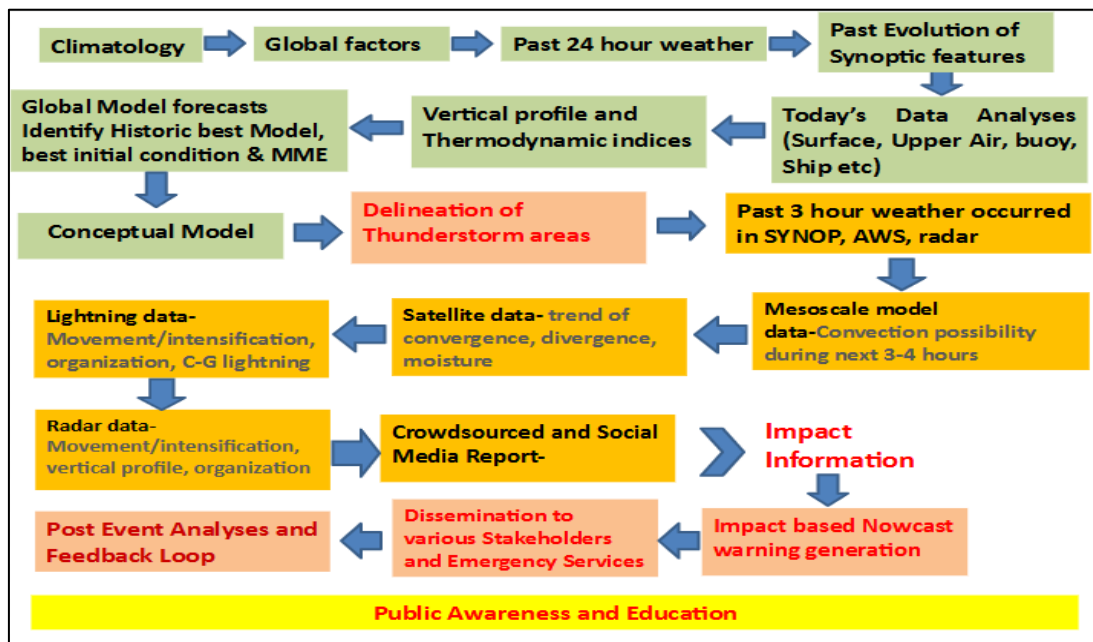 Climatology
Global factors
Past 24 hour weather
Past Evolution of
Synoptic features
Today's Data Analyses
(Surface, Upper Air, buoy,
Ship etc)
Vertical profile and
Thermodynamic indices
Global Model forecasts
Identify Historic best Model,
best initial condition & MME
Conceptual Model
Delineation of
Thunderstorm areas
Past 3 hour weather occurred
in SYNOP, AWS, radar
Mesoscale model
data-Convection possibility
during next 3-4 hours
Satellite data- trend of
convergence, divergence,
moisture
Lightning data-
Movement/intensification,
organization, C-G lightning
Radar data-
Movement/intensification,
vertical profile, organization
Crowdsourced and Social
Media Report-
Impact
Information
Impact based Nowcast
warning generation
Dissemination to
various Stakeholders
and Emergency Services
Post Event Analyses and
Feedback Loop
Public Awareness and Education